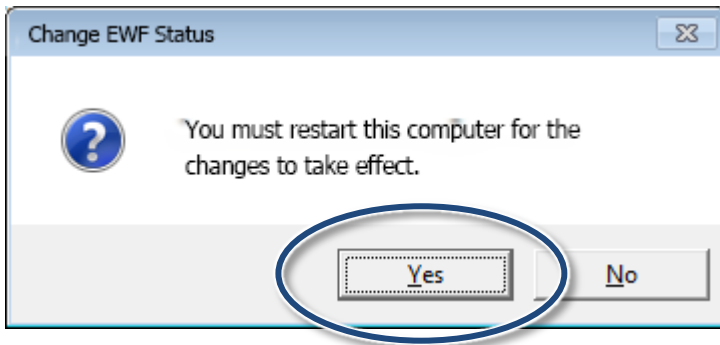 Change EWF Status
You must restart this computer for the
changes to take effect.
Yes
No